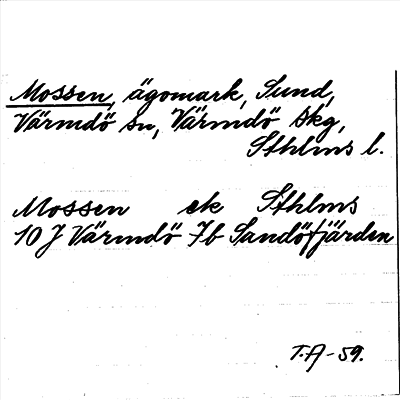 Mossen, ägomark, Sund,
Värmdö sn, Värmdö skg,
Sthlms l.
Mossen ek Sthlms
10 J Värmdö 7b Sandöfjärden
T.A-59.